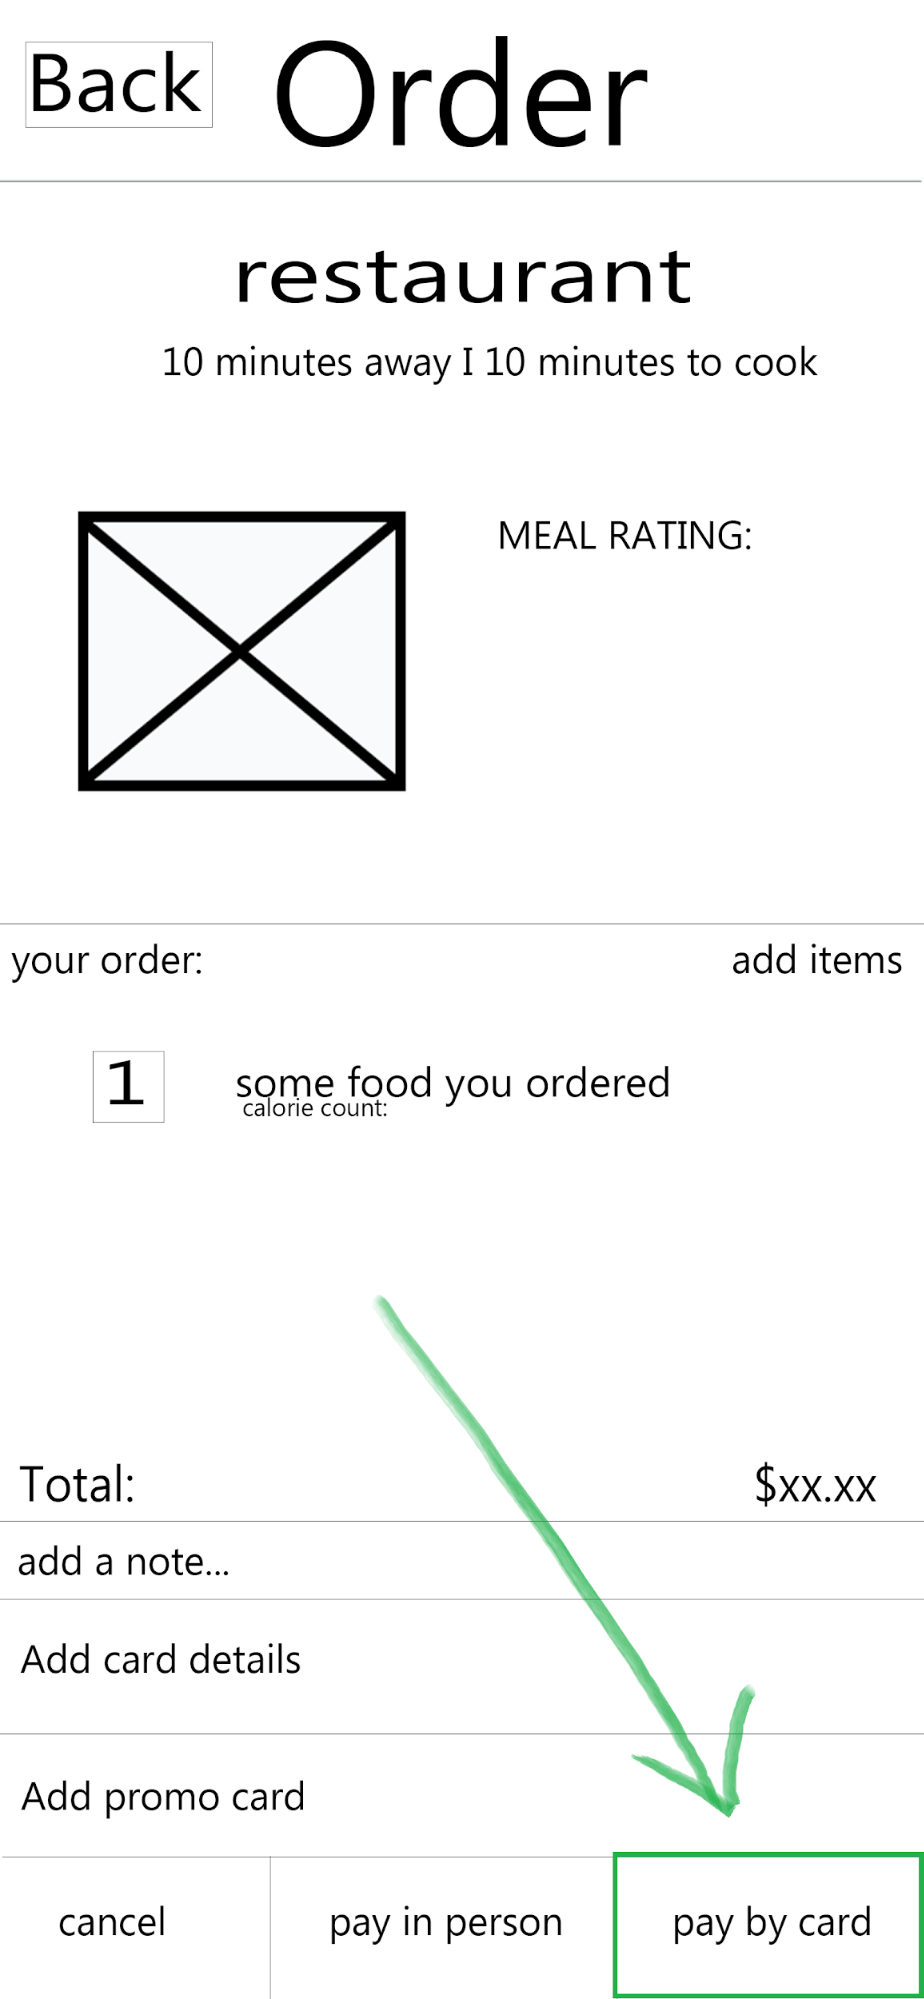 Back Order
restaurant
10 minutes away I 10 minutes to cook
MEAL RATING:
your order: add items
1 some food you ordered
calorie count:
Total: $xx.xx
add a note...
Add card details
Add promo card
cancel pay in person pay by card